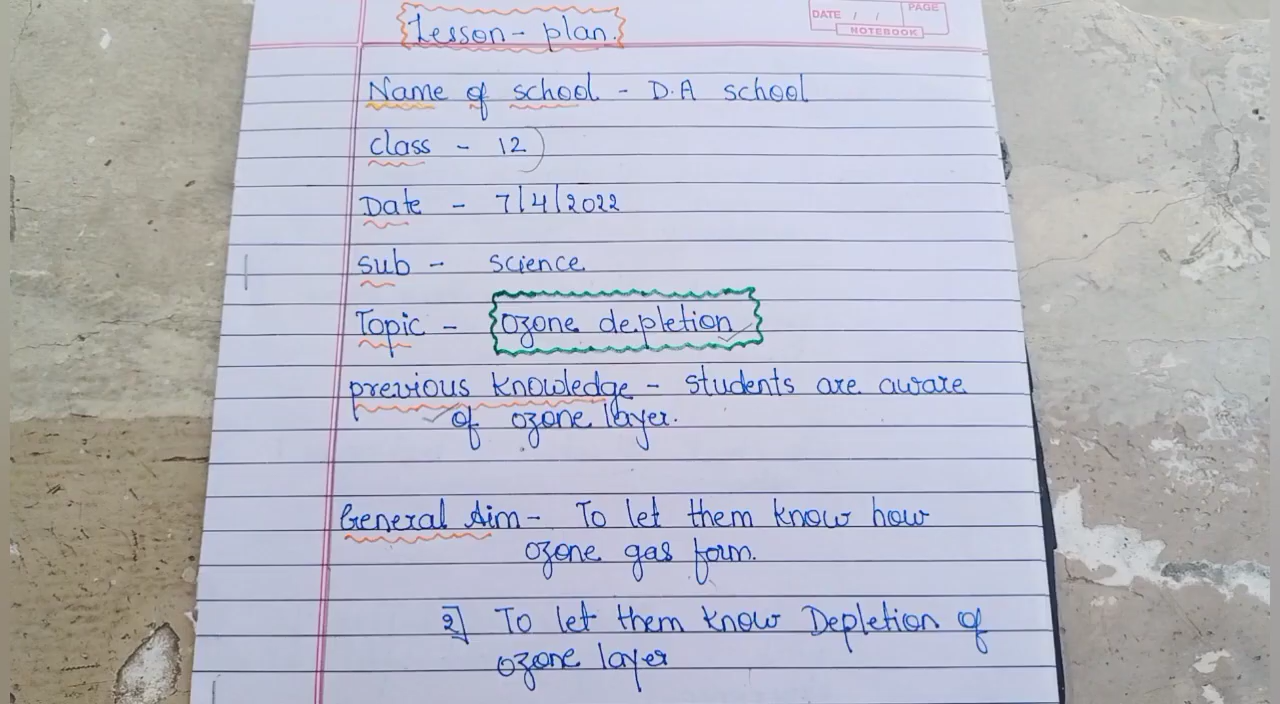 Lesson - plan.
DATE / / PAGE
NOTEBOOK
Name of school - D.A school
class - 12
Date - 7/4/2022
sub - science
Topic - ozone depletion
previous knowledge - students are aware
of ozone layer.
General Aim - To let them know how
ozone gas form.
2] To let them know Depletion of
ozone layer